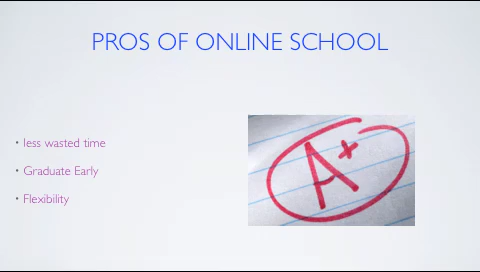 PROS OF ONLINE SCHOOL
• less wasted time
• Graduate Early
• Flexibility
A+